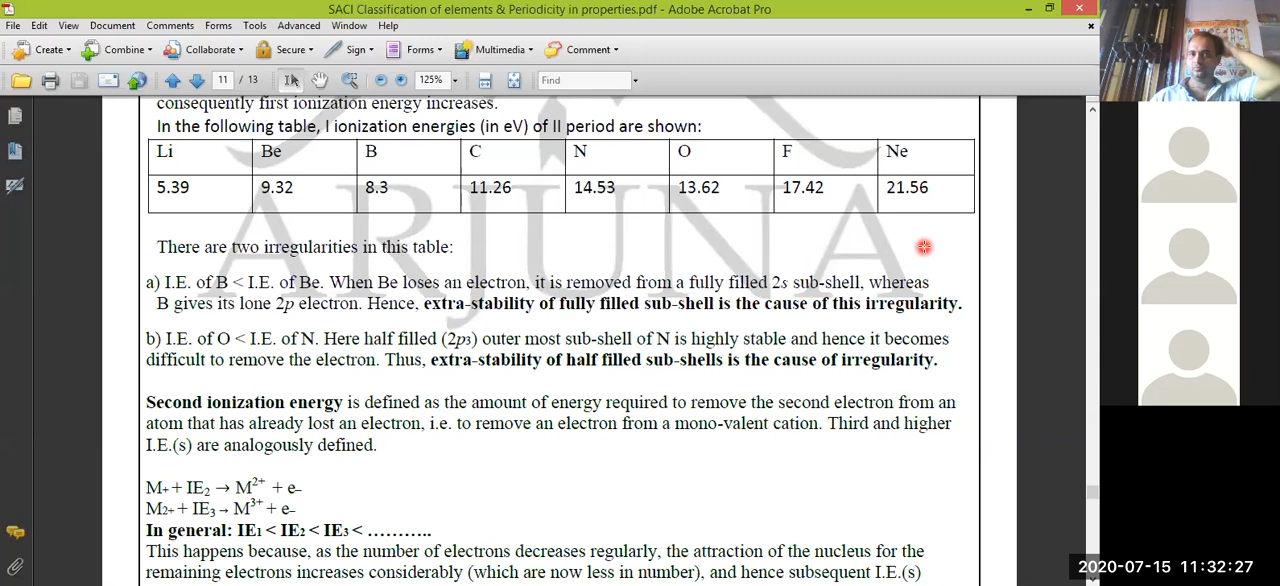 SACI Classification of elements & Periodicity in properties.pdf - Adobe Acrobat Pro
File Edit View Document Comments Forms Tools Advanced Window Help
Create Combine Collaborate Secure Sign Forms Multimedia Comment
11 / 13 125% Find
consequently first ionization energy increases.
In the following table, I ionization energies (in eV) of II period are shown:
Li Be B C N O F Ne
5.39 9.32 8.3 11.26 14.53 13.62 17.42 21.56
ARJUNA
There are two irregularities in this table:
a) I.E. of B < I.E. of Be. When Be loses an electron, it is removed from a fully filled 2s sub-shell, whereas
B gives its lone 2p electron. Hence, extra-stability of fully filled sub-shell is the cause of this irregularity.
b) I.E. of O < I.E. of N. Here half filled (2p3) outer most sub-shell of N is highly stable and hence it becomes
difficult to remove the electron. Thus, extra-stability of half filled sub-shells is the cause of irregularity.
Second ionization energy is defined as the amount of energy required to remove the second electron from an
atom that has already lost an electron, i.e. to remove an electron from a mono-valent cation. Third and higher
I.E.(s) are analogously defined.
M+ + IE2 → M2+ + e–
M2+ + IE3 → M3+ + e–
In general: IE1 < IE2 < IE3 < ………..
This happens because, as the number of electrons decreases regularly, the attraction of the nucleus for the
remaining electrons increases considerably (which are now less in number), and hence subsequent I.E.(s)
2020-07-15 11:32:27